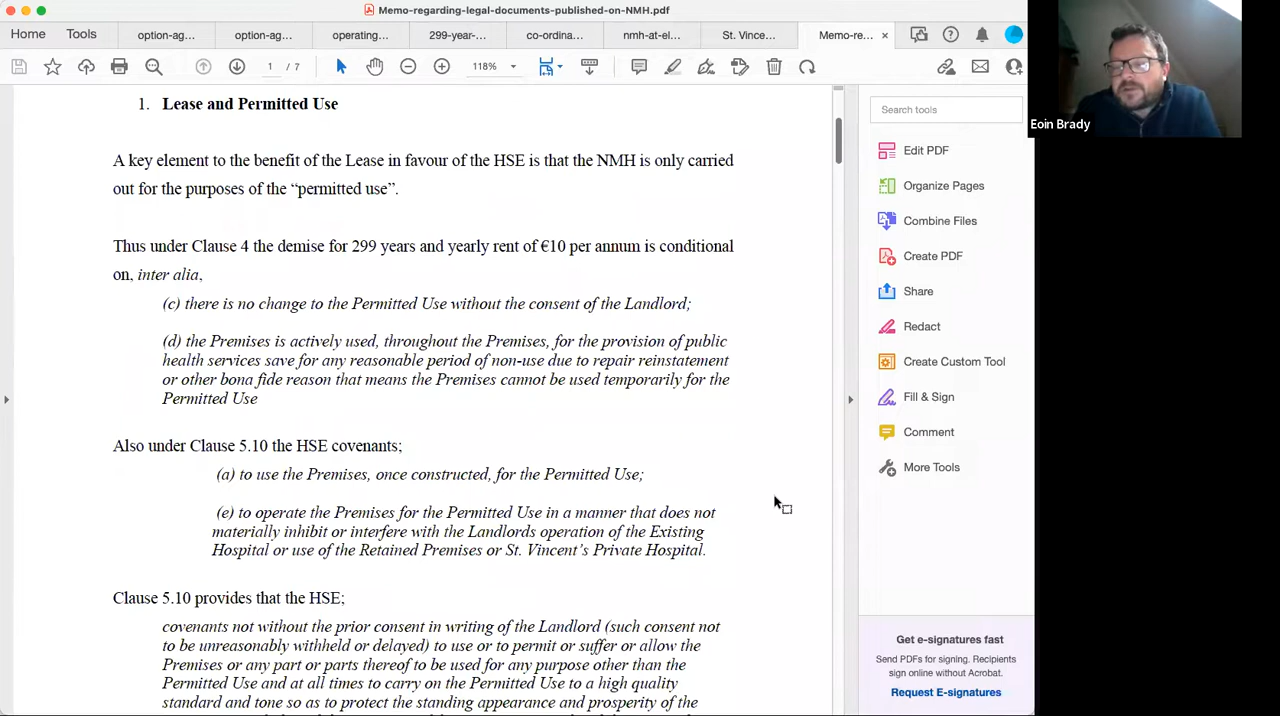 Memo-regarding-legal-documents-published-on-NMH.pdf
Home Tools option-ag... option-ag... operating... 299-year-... co-ordina... nmh-at-el... St. Vince... Memo-re... ×
1 / 7 118%
1. Lease and Permitted Use
A key element to the benefit of the Lease in favour of the HSE is that the NMH is only carried
out for the purposes of the “permitted use”.
Thus under Clause 4 the demise for 299 years and yearly rent of €10 per annum is conditional
on, inter alia,
(c) there is no change to the Permitted Use without the consent of the Landlord;
(d) the Premises is actively used, throughout the Premises, for the provision of public
health services save for any reasonable period of non-use due to repair reinstatement
or other bona fide reason that means the Premises cannot be used temporarily for the
Permitted Use
Also under Clause 5.10 the HSE covenants;
(a) to use the Premises, once constructed, for the Permitted Use;
(e) to operate the Premises for the Permitted Use in a manner that does not
materially inhibit or interfere with the Landlords operation of the Existing
Hospital or use of the Retained Premises or St. Vincent’s Private Hospital.
Clause 5.10 provides that the HSE;
covenants not without the prior consent in writing of the Landlord (such consent not
to be unreasonably withheld or delayed) to use or to permit or suffer or allow the
Premises or any part or parts thereof to be used for any purpose other than the
Permitted Use and at all times to carry on the Permitted Use to a high quality
standard and tote so as to protect the standing appearance and prosperity of the
Search tools
Edit PDF
Organize Pages
Combine Files
Create PDF
Share
Redact
Create Custom Tool
Fill & Sign
Comment
More Tools
Get e-signatures fast
Send PDFs for signing. Recipients
sign online without Acrobat.
Request E-signatures
Eoin Brady